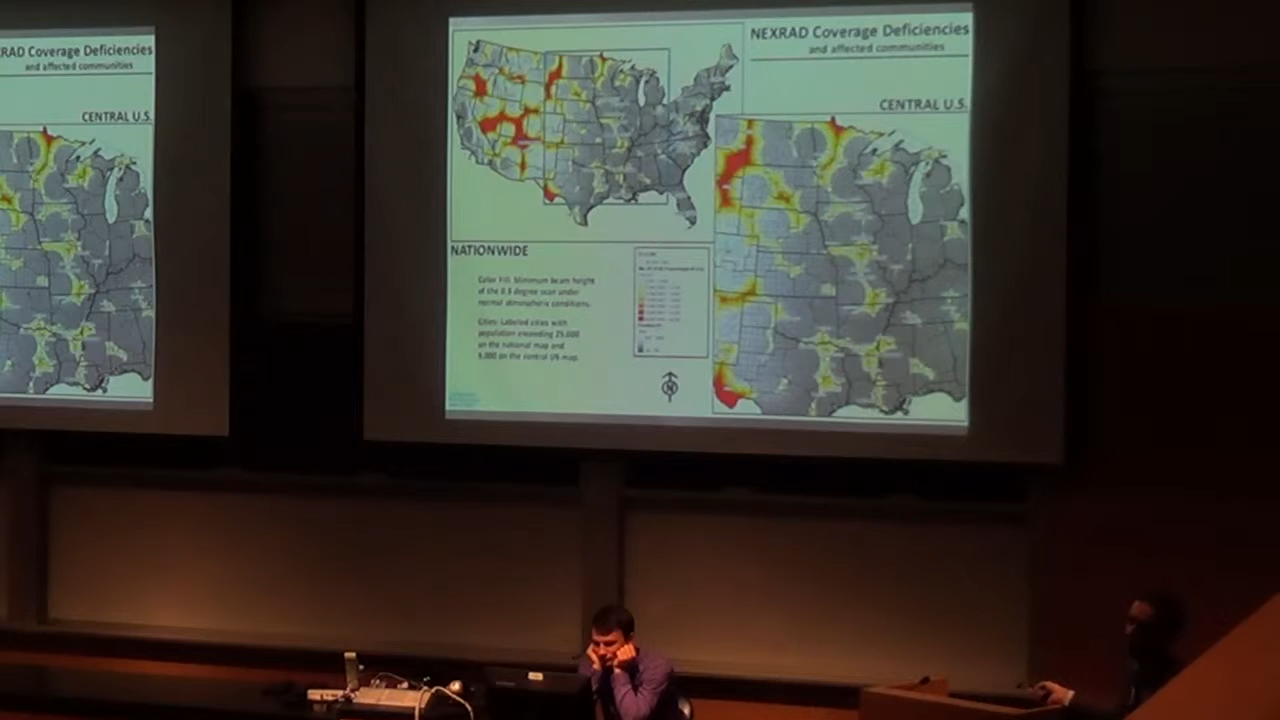 RAD Coverage Deficiencies
and affected communities
CENTRAL U.S.
NEXRAD Coverage Deficiencies
and affected communities
CENTRAL U.S.
NATIONWIDE
Color Fill: Minimum beam height
of the 0.5 degree scan under
normal atmospheric conditions.
Cities: Labeled cities with
population exceeding 25,000
on the national map and
5,000 on the central US map.
N